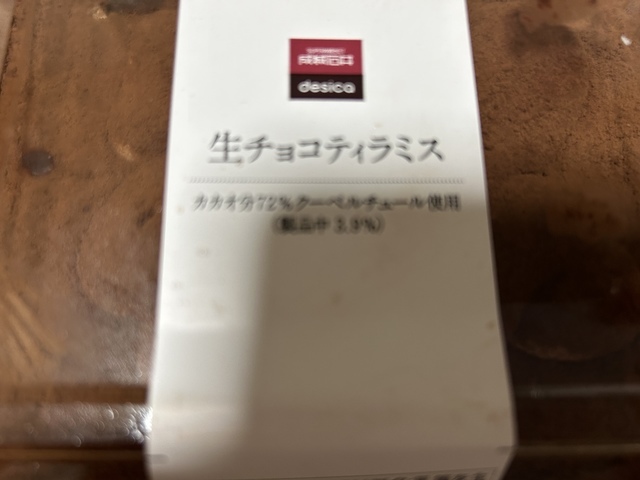 成城石井
desica
生チョコティラミス
カカオ分72%クーベルチュール使用
(製品中3.9%)